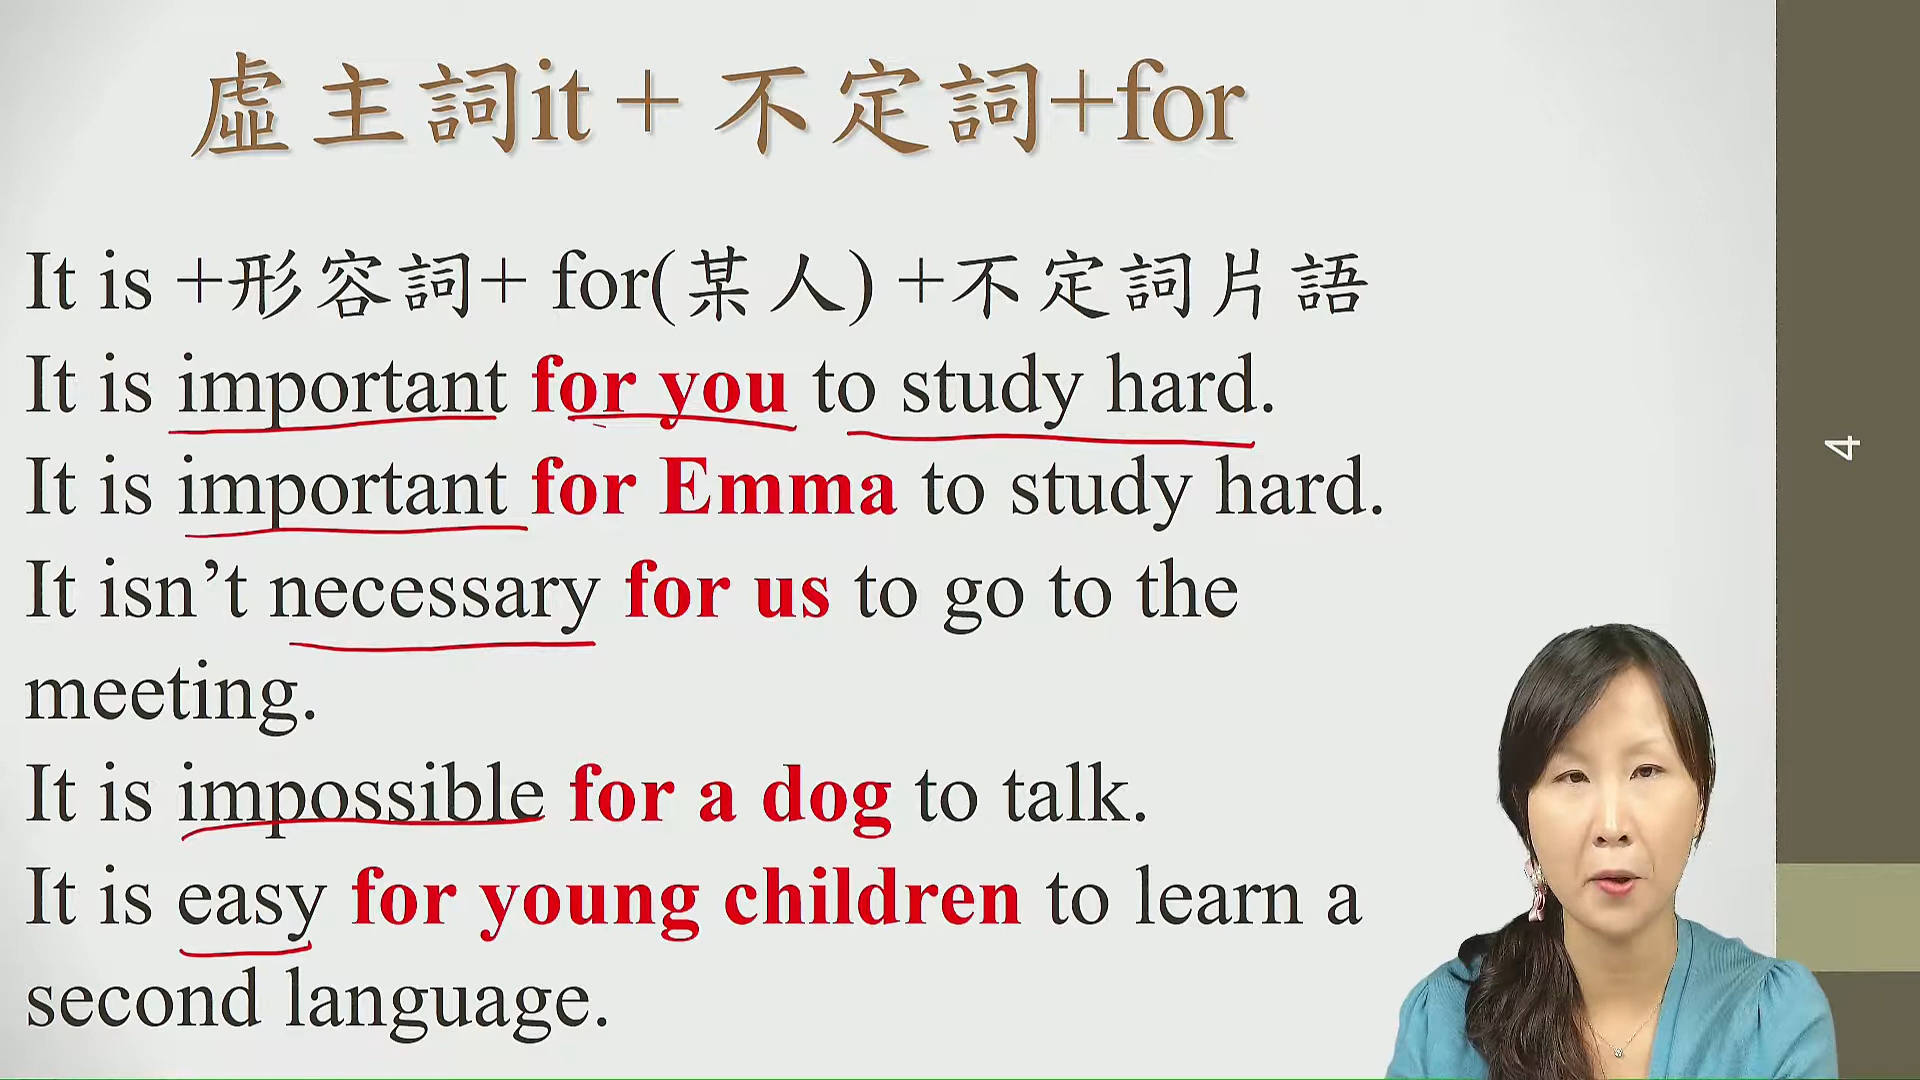 虛主詞it + 不定詞+for
It is +形容詞+ for(某人) +不定詞片語
It is important for you to study hard.
It is important for Emma to study hard.
It isn’t necessary for us to go to the
meeting.
It is impossible for a dog to talk.
It is easy for young children to learn a
second language.
4